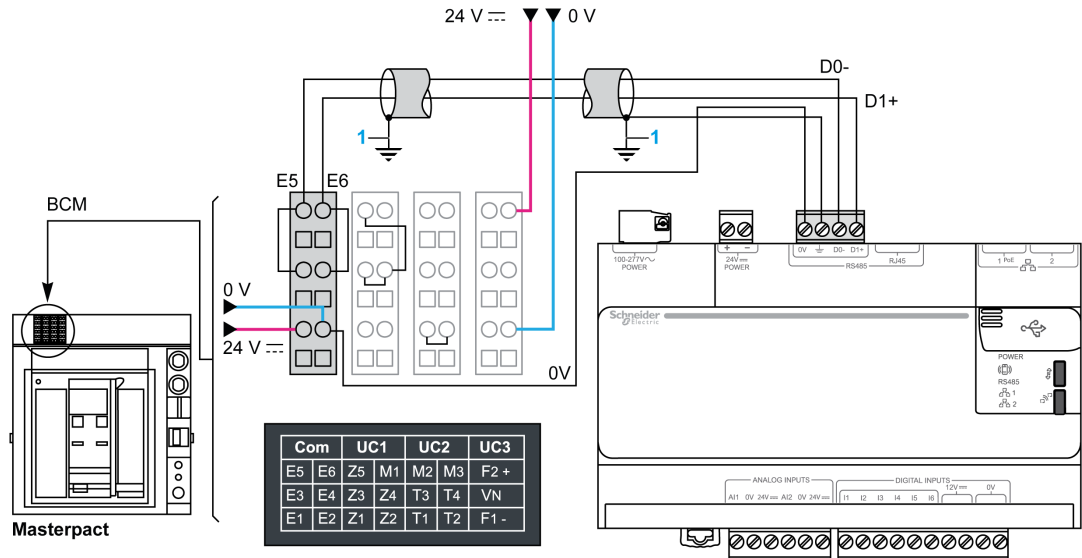 24 V ⎓ 0 V
D0-
D1+
1 1
E5 E6
BCM
0 V
24 V ⎓
0V
Masterpact
Com UC1 UC2 UC3
E5 E6 Z5 M1 M2 M3 F2 +
E3 E4 Z3 Z4 T3 T4 VN
E1 E2 Z1 Z2 T1 T2 F1 -
100-277V~
POWER
+ -
24V⎓
POWER
0V ⏚ D0- D1+
RS485
RJ45
1 PoE 2
Schneider
Electric
POWER
RS485
1
2
ANALOG INPUTS
AI1 0V 24V⎓ AI2 0V 24V⎓
DIGITAL INPUTS
I1 I2 I3 I4 I5 I6 12V⎓ 0V